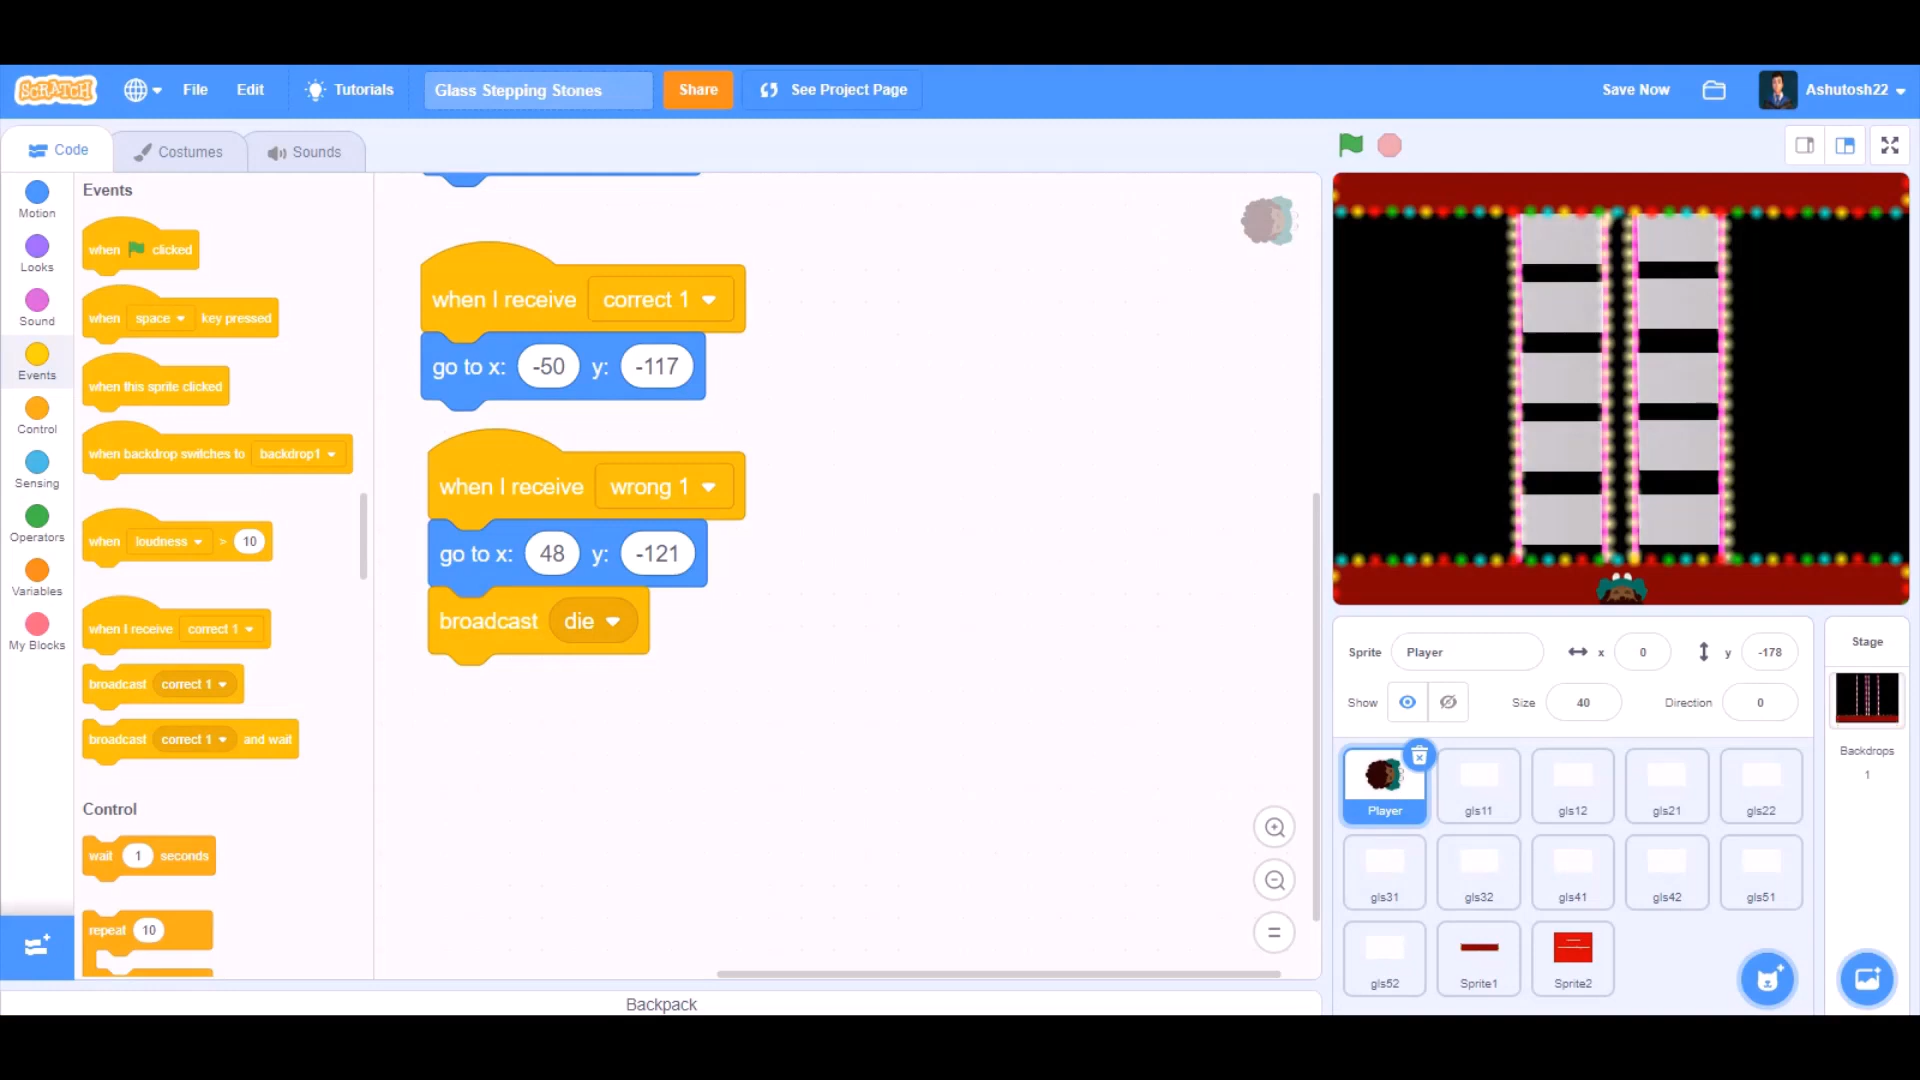 SCRATCH
File
Edit
Tutorials
Glass Stepping Stones
Share
See Project Page
Save Now
Ashutosh22
Code
Costumes
Sounds
Motion
Looks
Sound
Events
Control
Sensing
Operators
Variables
My Blocks
Events
when clicked
when space key pressed
when this sprite clicked
when backdrop switches to backdrop1
when loudness > 10
when I receive correct 1
broadcast correct 1
broadcast correct 1 and wait
Control
wait 1 seconds
repeat 10
when I receive correct 1
go to x: -50 y: -117
when I receive wrong 1
go to x: 48 y: -121
broadcast die
Backpack
Sprite Player x 0 y -178
Show Size 40 Direction 0
Player
gls11
gls12
gls21
gls22
gls31
gls32
gls41
gls42
gls51
gls52
Sprite1
Sprite2
Stage
Backdrops
1